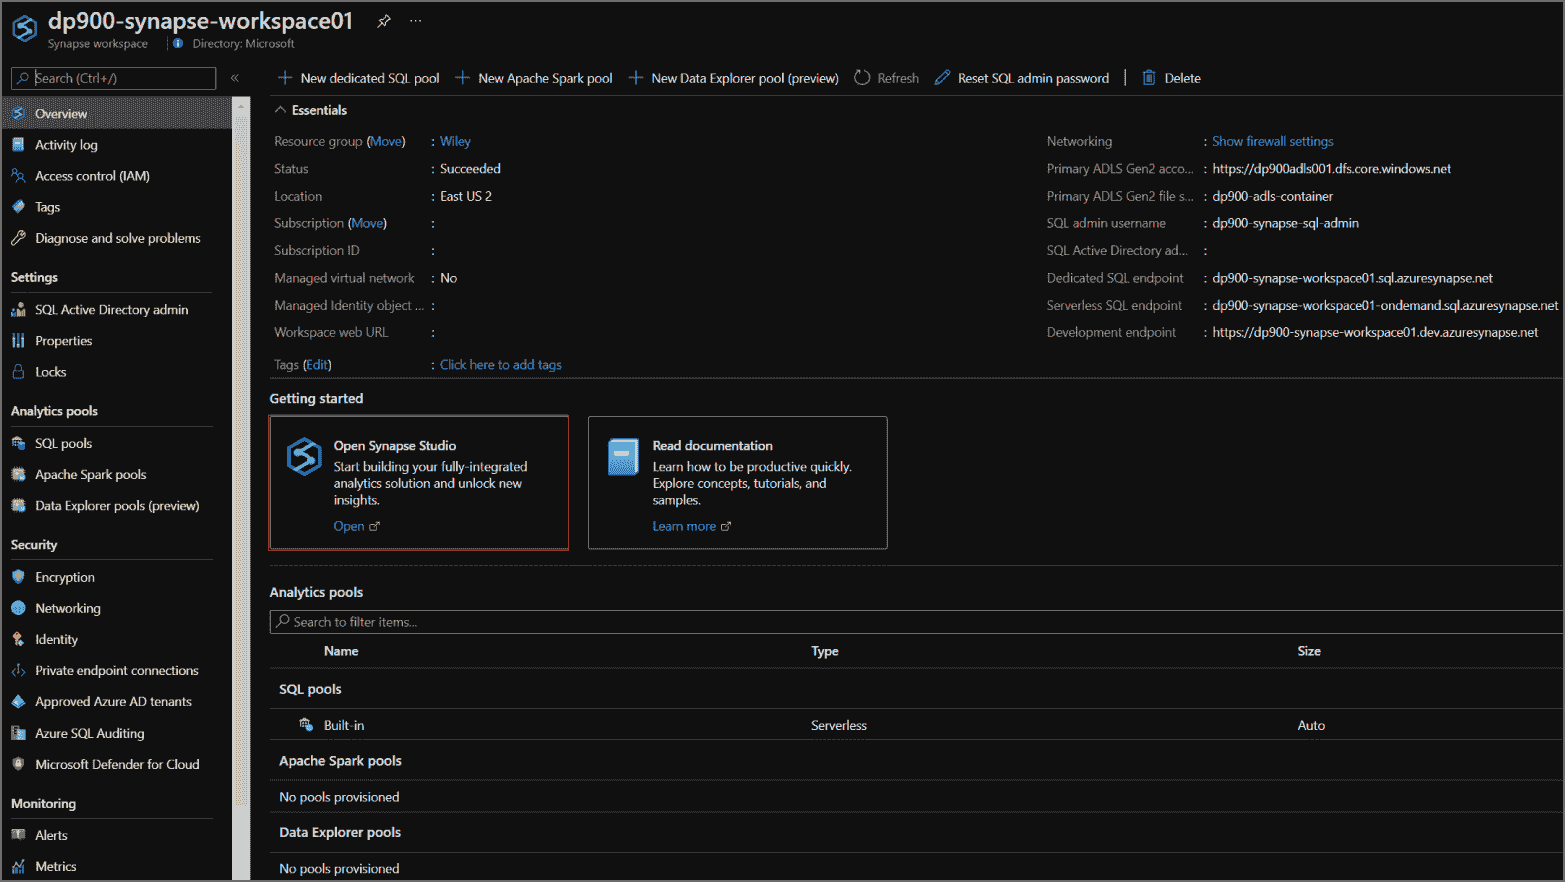 dp900-synapse-workspace01
Synapse workspace
Directory: Microsoft
Search (Ctrl+/)
«
New dedicated SQL pool
New Apache Spark pool
New Data Explorer pool (preview)
Refresh
Reset SQL admin password
Delete
Overview
Activity log
Access control (IAM)
Tags
Diagnose and solve problems
Settings
SQL Active Directory admin
Properties
Locks
Analytics pools
SQL pools
Apache Spark pools
Data Explorer pools (preview)
Security
Encryption
Networking
Identity
Private endpoint connections
Approved Azure AD tenants
Azure SQL Auditing
Microsoft Defender for Cloud
Monitoring
Alerts
Metrics
Essentials
Resource group (Move) : Wiley
Status : Succeeded
Location : East US 2
Subscription (Move) :
Subscription ID :
Managed virtual network : No
Managed Identity object ... :
Workspace web URL :
Tags (Edit) : Click here to add tags
Networking : Show firewall settings
Primary ADLS Gen2 acco... : https://dp900adls001.dfs.core.windows.net
Primary ADLS Gen2 file s... : dp900-adls-container
SQL admin username : dp900-synapse-sql-admin
SQL Active Directory ad... :
Dedicated SQL endpoint : dp900-synapse-workspace01.sql.azuresynapse.net
Serverless SQL endpoint : dp900-synapse-workspace01-ondemand.sql.azuresynapse.net
Development endpoint : https://dp900-synapse-workspace01.dev.azuresynapse.net
Getting started
Open Synapse Studio
Start building your fully-integrated
analytics solution and unlock new
insights.
Open
Read documentation
Learn how to be productive quickly.
Explore concepts, tutorials, and
samples.
Learn more
Analytics pools
Search to filter items...
Name Type Size
SQL pools
Built-in Serverless Auto
Apache Spark pools
No pools provisioned
Data Explorer pools
No pools provisioned